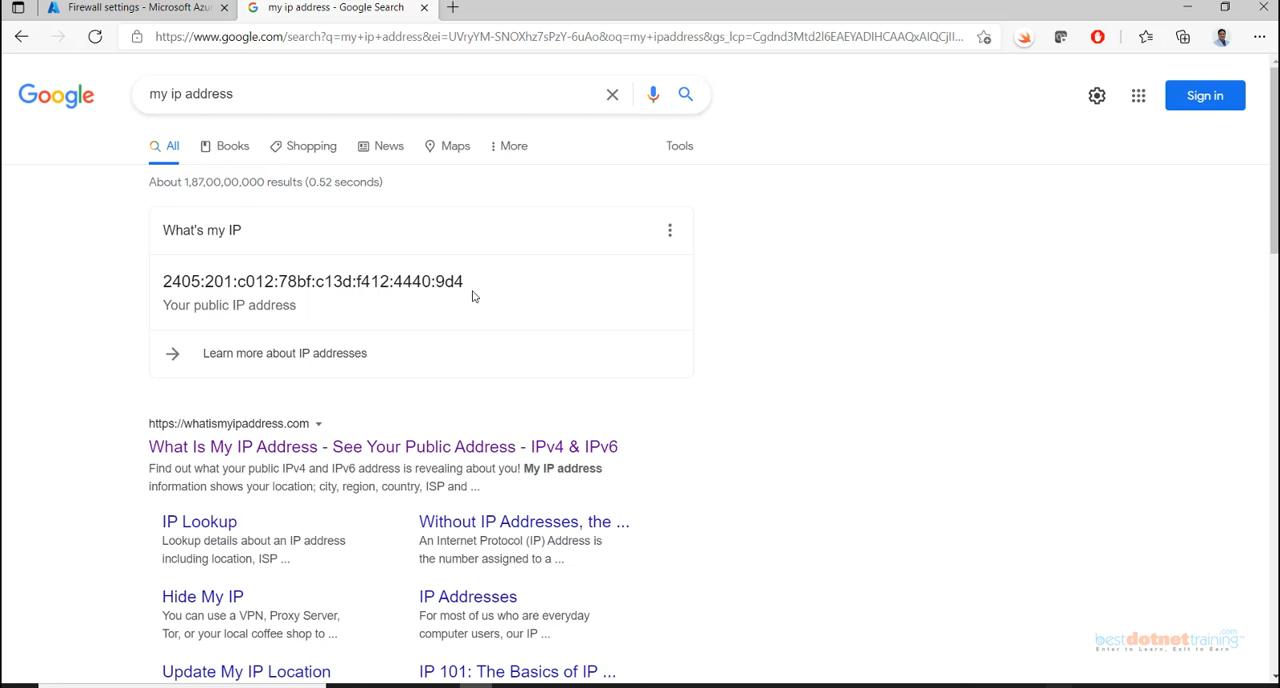 Firewall settings - Microsoft Azu
my ip address - Google Search
https://www.google.com/search?q=my+ip+address&ei=UVryYM-SNOXhz7sPzY-6uAo&oq=my+ipaddress&gs_lcp=Cgdnd3Mtd2l6EAEYADIHCAAQxAIQCjII...
Google
my ip address
Sign in
All
Books
Shopping
News
Maps
More
Tools
About 1,87,00,00,000 results (0.52 seconds)
What's my IP
2405:201:c012:78bf:c13d:f412:4440:9d4
Your public IP address
Learn more about IP addresses
https://whatismyipaddress.com
What Is My IP Address - See Your Public Address - IPv4 & IPv6
Find out what your public IPv4 and IPv6 address is revealing about you! My IP address
information shows your location; city, region, country, ISP and ...
IP Lookup
Lookup details about an IP address
including location, ISP ...
Without IP Addresses, the ...
An Internet Protocol (IP) Address is
the number assigned to a ...
Hide My IP
You can use a VPN, Proxy Server,
Tor, or your local coffee shop to ...
IP Addresses
For most of us who are everyday
computer users, our IP ...
Update My IP Location
IP 101: The Basics of IP ...
bestdotnettraining.com
Enter to Learn, Exit to Earn